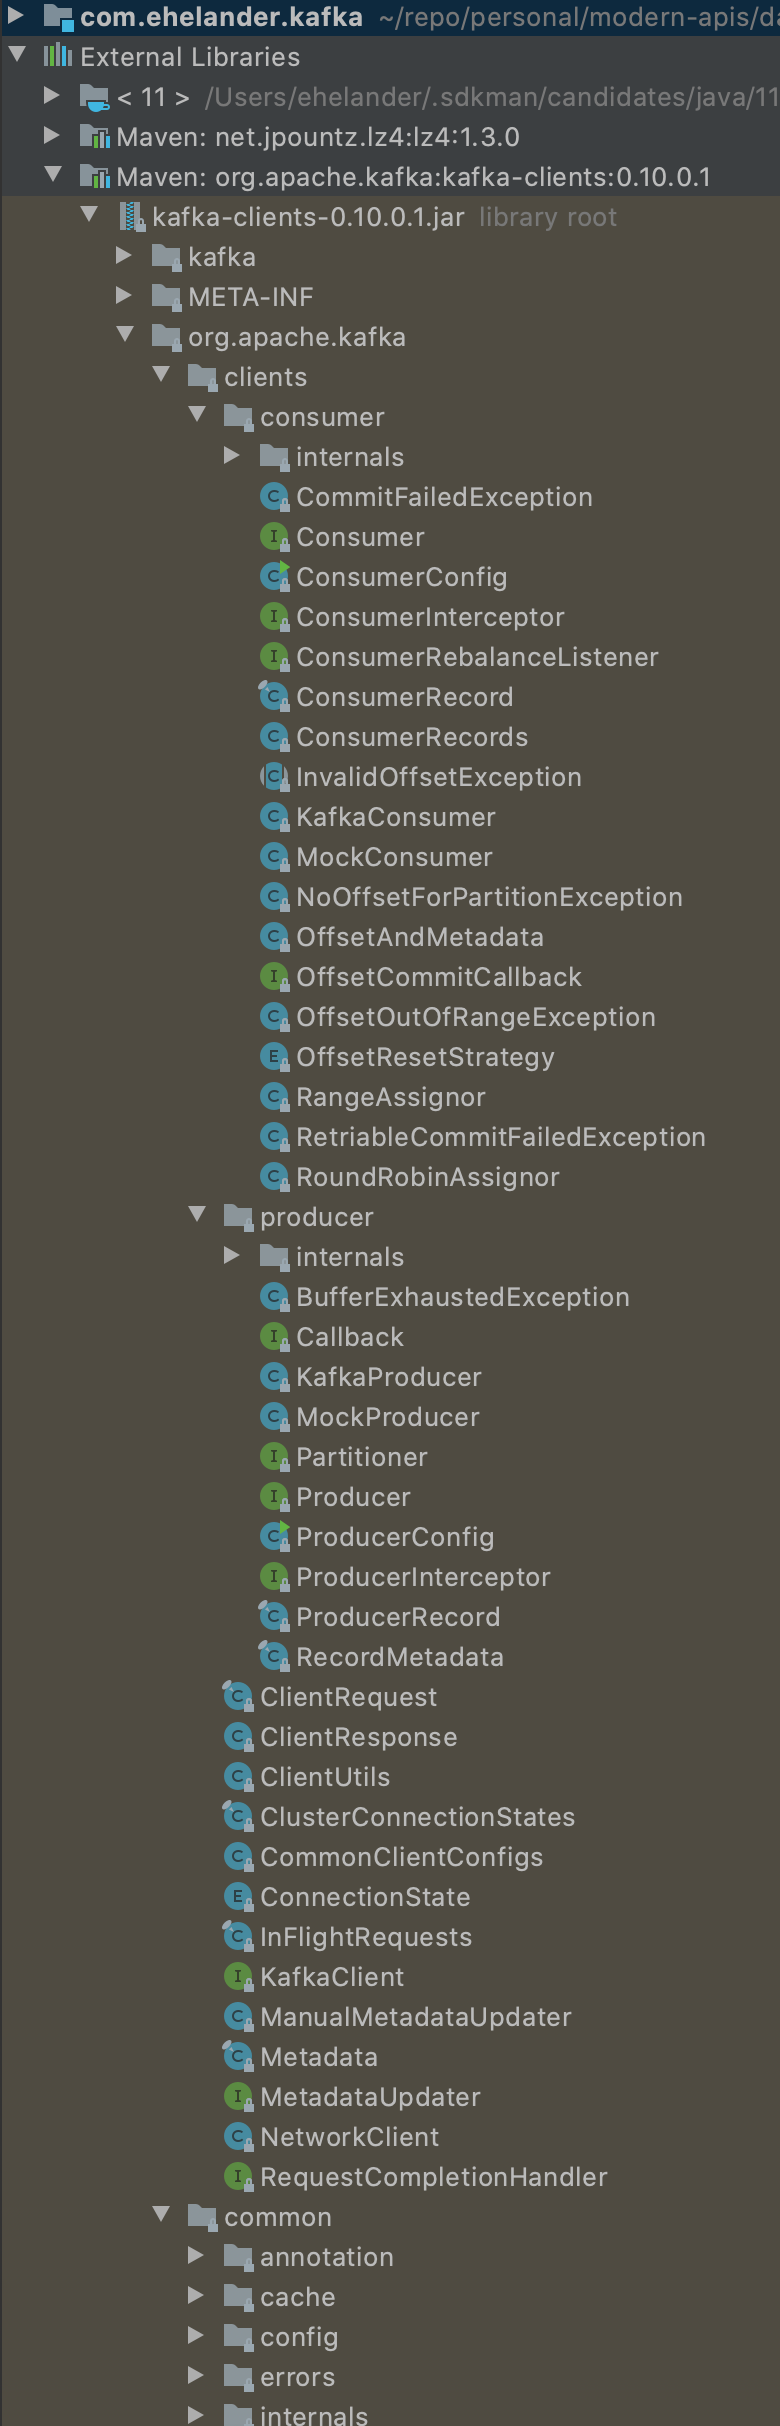 com.ehelander.kafka ~/repo/personal/modern-apis/da
External Libraries
< 11 > /Users/ehelander/.sdkman/candidates/java/11
Maven: net.jpountz.lz4:lz4:1.3.0
Maven: org.apache.kafka:kafka-clients:0.10.0.1
kafka-clients-0.10.0.1.jar library root
kafka
META-INF
org.apache.kafka
clients
consumer
internals
CommitFailedException
Consumer
ConsumerConfig
ConsumerInterceptor
ConsumerRebalanceListener
ConsumerRecord
ConsumerRecords
InvalidOffsetException
KafkaConsumer
MockConsumer
NoOffsetForPartitionException
OffsetAndMetadata
OffsetCommitCallback
OffsetOutOfRangeException
OffsetResetStrategy
RangeAssignor
RetriableCommitFailedException
RoundRobinAssignor
producer
internals
BufferExhaustedException
Callback
KafkaProducer
MockProducer
Partitioner
Producer
ProducerConfig
ProducerInterceptor
ProducerRecord
RecordMetadata
ClientRequest
ClientResponse
ClientUtils
ClusterConnectionStates
CommonClientConfigs
ConnectionState
InFlightRequests
KafkaClient
ManualMetadataUpdater
Metadata
MetadataUpdater
NetworkClient
RequestCompletionHandler
common
annotation
cache
config
errors
internals